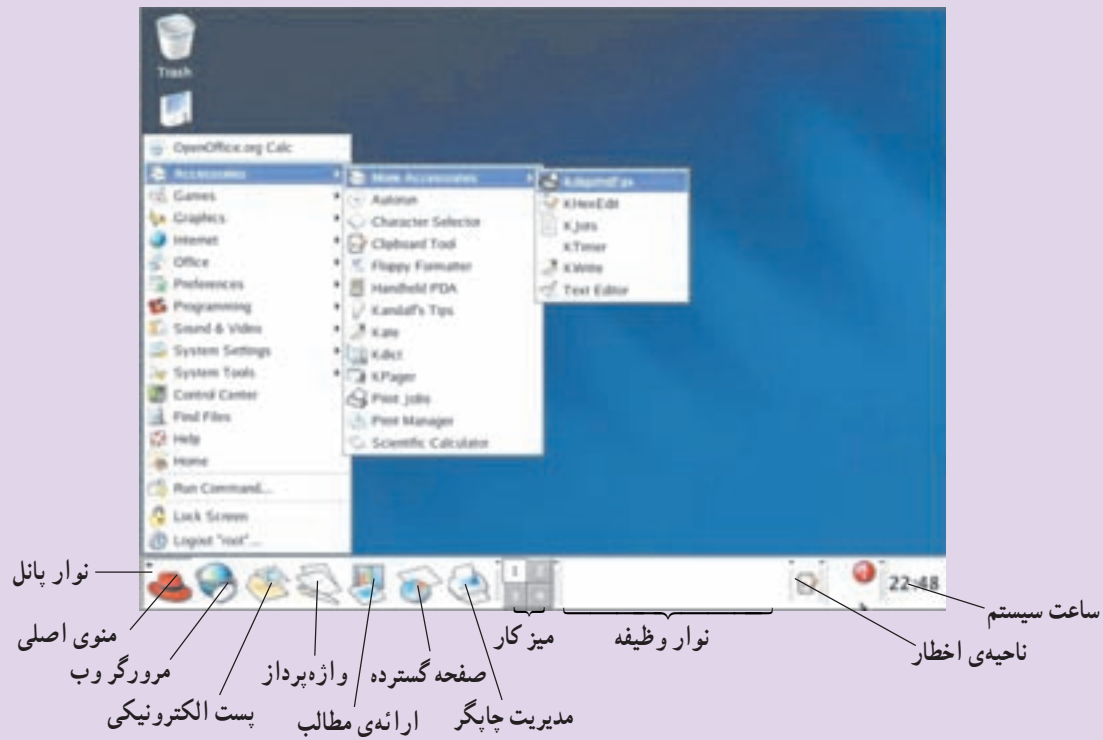 Trash
OpenOffice.org Calc
Accessories
Games
Graphics
Internet
Office
Preferences
Programming
Sound & Video
System Settings
System Tools
Control Center
Find Files
Help
Home
Run Command...
Lock Screen
Logout "root"...
More Accessories
Autorun
Character Selector
Clipboard Tool
Floppy Formatter
Handheld PDA
Kandalf's Tips
Kate
Kdict
KPager
Print Jobs
Print Manager
Scientific Calculator
KHexEdit
KJots
KTimer
KWrite
Text Editor
1
22:48
نوار پانل
منوی اصلی
مرورگر وب
پست الکترونیکی
واژه‌پرداز
ارائه‌ی مطالب
صفحه گسترده
مدیریت چاپگر
میز کار
نوار وظیفه
ناحیه‌ی اخطار
ساعت سیستم